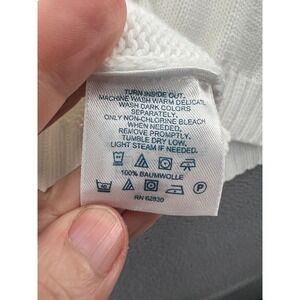 TURN INSIDE OUT.
MACHINE WASH WARM DELICATE.
WASH DARK COLORS
SEPARATELY.
ONLY NON-CHLORINE BLEACH
WHEN NEEDED.
REMOVE PROMPTLY.
TUMBLE DRY LOW.
LIGHT STEAM IF NEEDED.
100% BAUMWOLLE
P
RN 62830